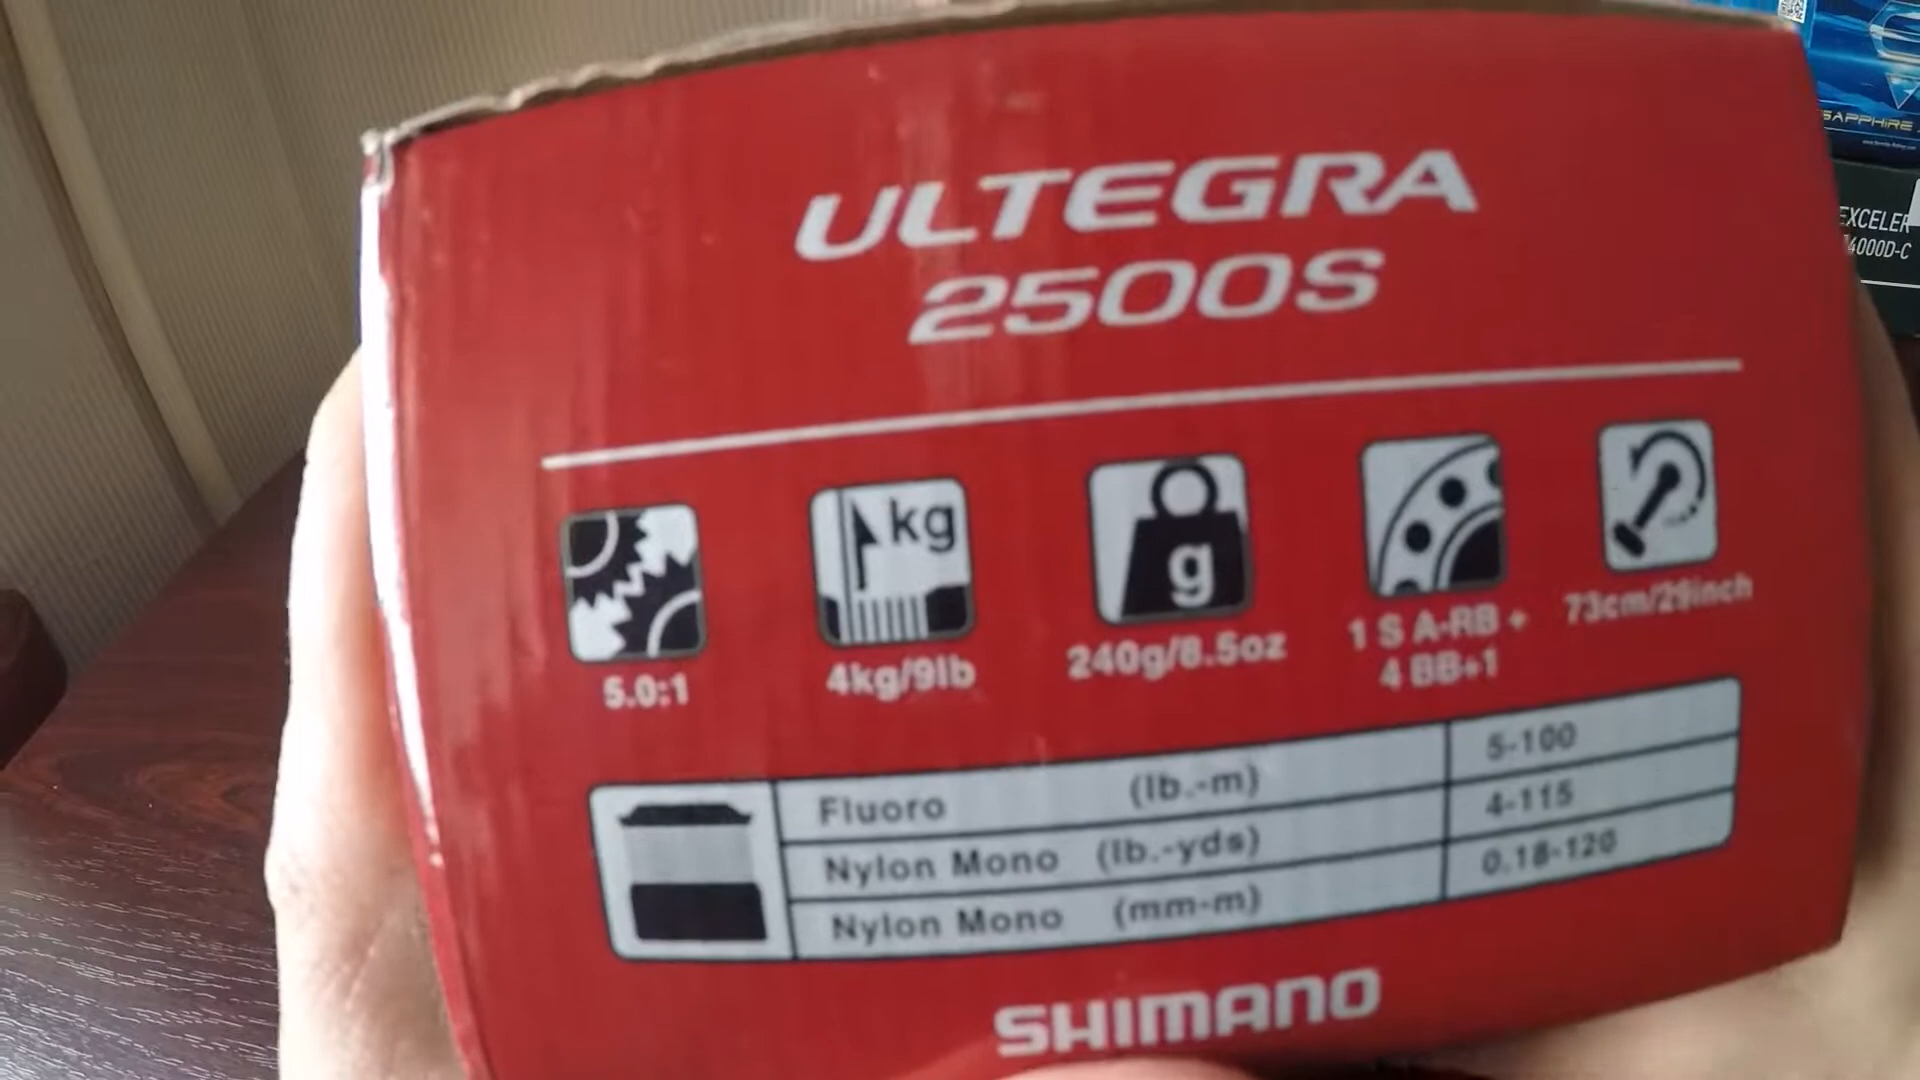 ULTEGRA
2500S
kg
g
5.0:1
4kg/9lb
240g/8.5oz
1 S A-RB +
4 BB+1
73cm/29inch
Fluoro (lb.-m) 5-100
Nylon Mono (lb.-yds) 4-115
Nylon Mono (mm-m) 0.18-120
SHIMANO
SAPPHIRE
EXCELER
4000D-C